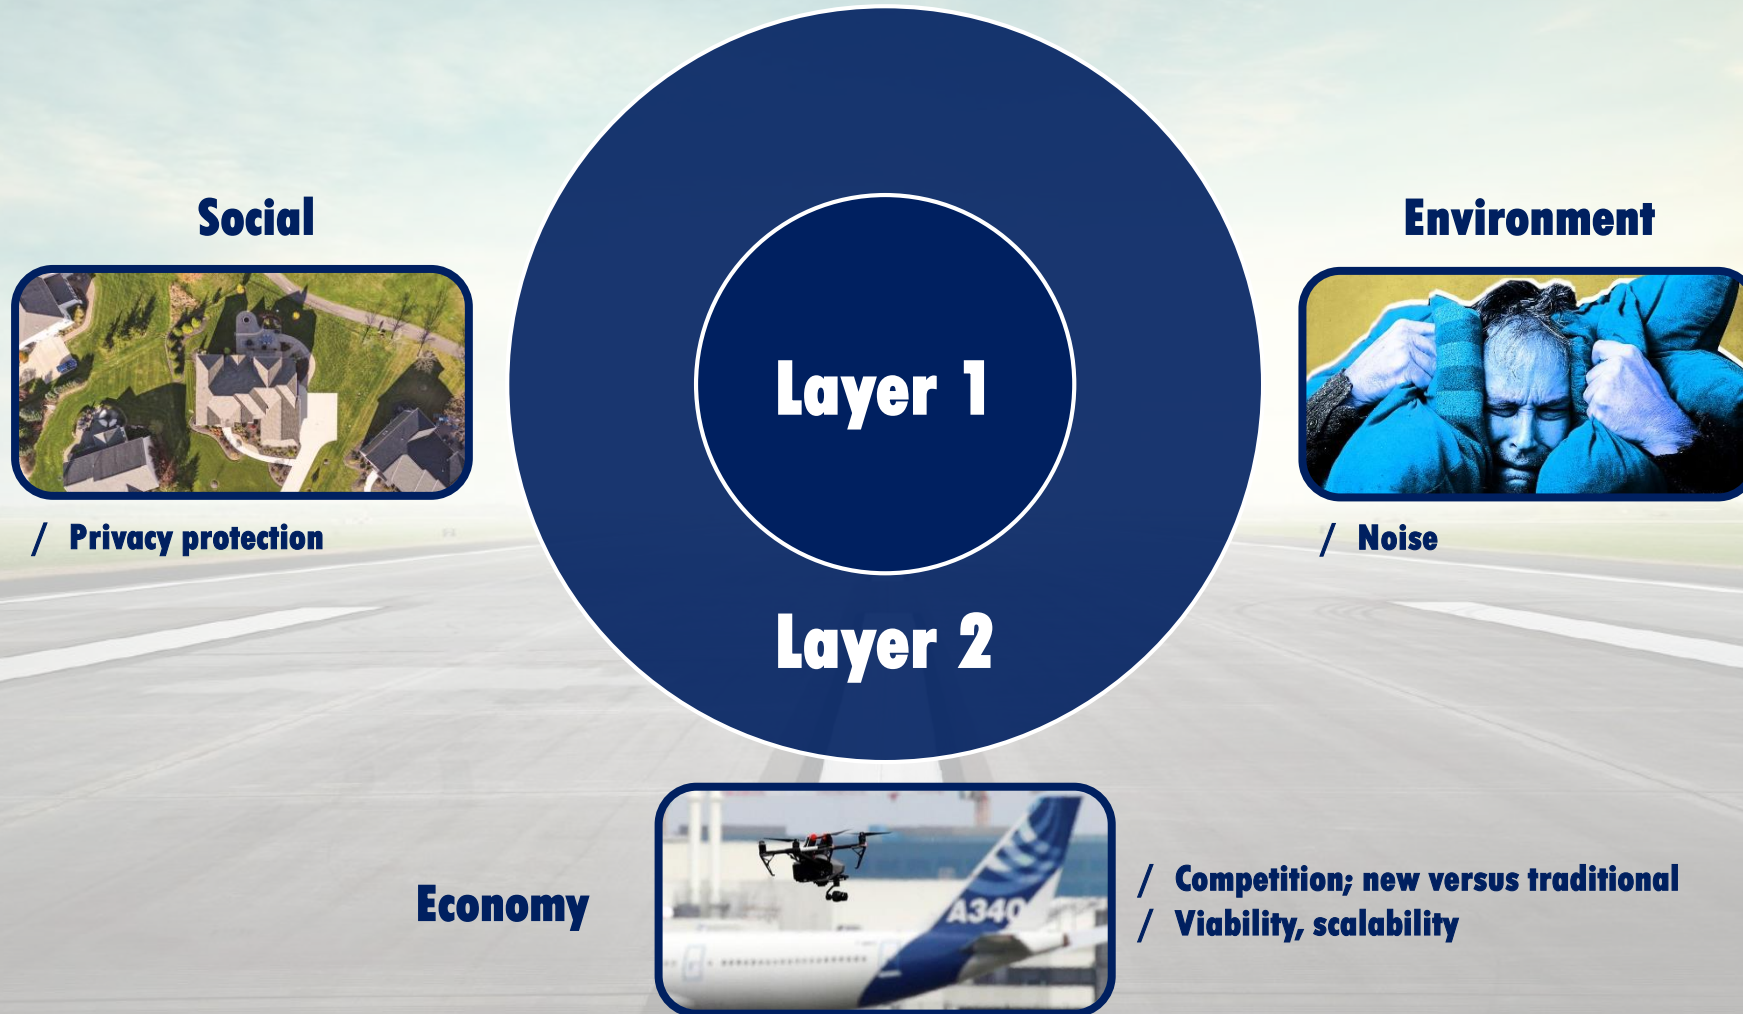 Social
Environment
Layer 1
/ Privacy protection
/ Noise
Layer 2
Economy
A340
/ Competition; new versus traditional
/ Viability, scalability